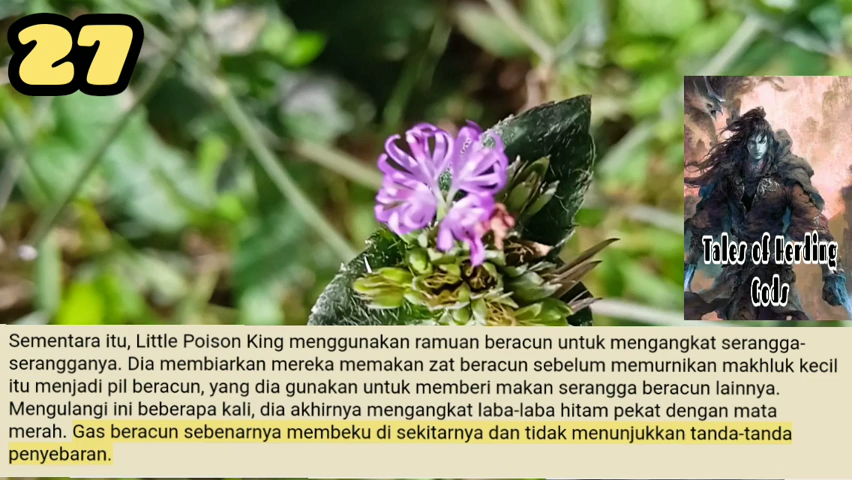 27
Tales of Herding
Gods
Sementara itu, Little Poison King menggunakan ramuan beracun untuk mengangkat serangga-
serangganya. Dia membiarkan mereka memakan zat beracun sebelum memurnikan makhluk kecil
itu menjadi pil beracun, yang dia gunakan untuk memberi makan serangga beracun lainnya.
Mengulangi ini beberapa kali, dia akhirnya mengangkat laba-laba hitam pekat dengan mata
merah. Gas beracun sebenarnya membeku di sekitarnya dan tidak menunjukkan tanda-tanda
penyebaran.